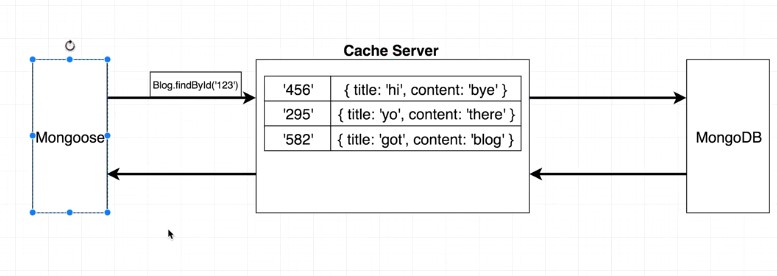 Cache Server
Blog.findById('123')
'456' { title: 'hi', content: 'bye' }
'295' { title: 'yo', content: 'there' }
'582' { title: 'got', content: 'blog' }
Mongoose
MongoDB